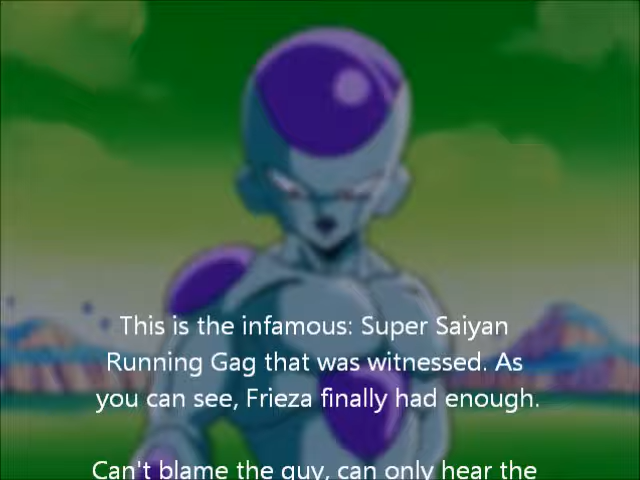 This is the infamous: Super Saiyan
Running Gag that was witnessed. As
you can see, Frieza finally had enough.
Can't blame the guy, can only hear the